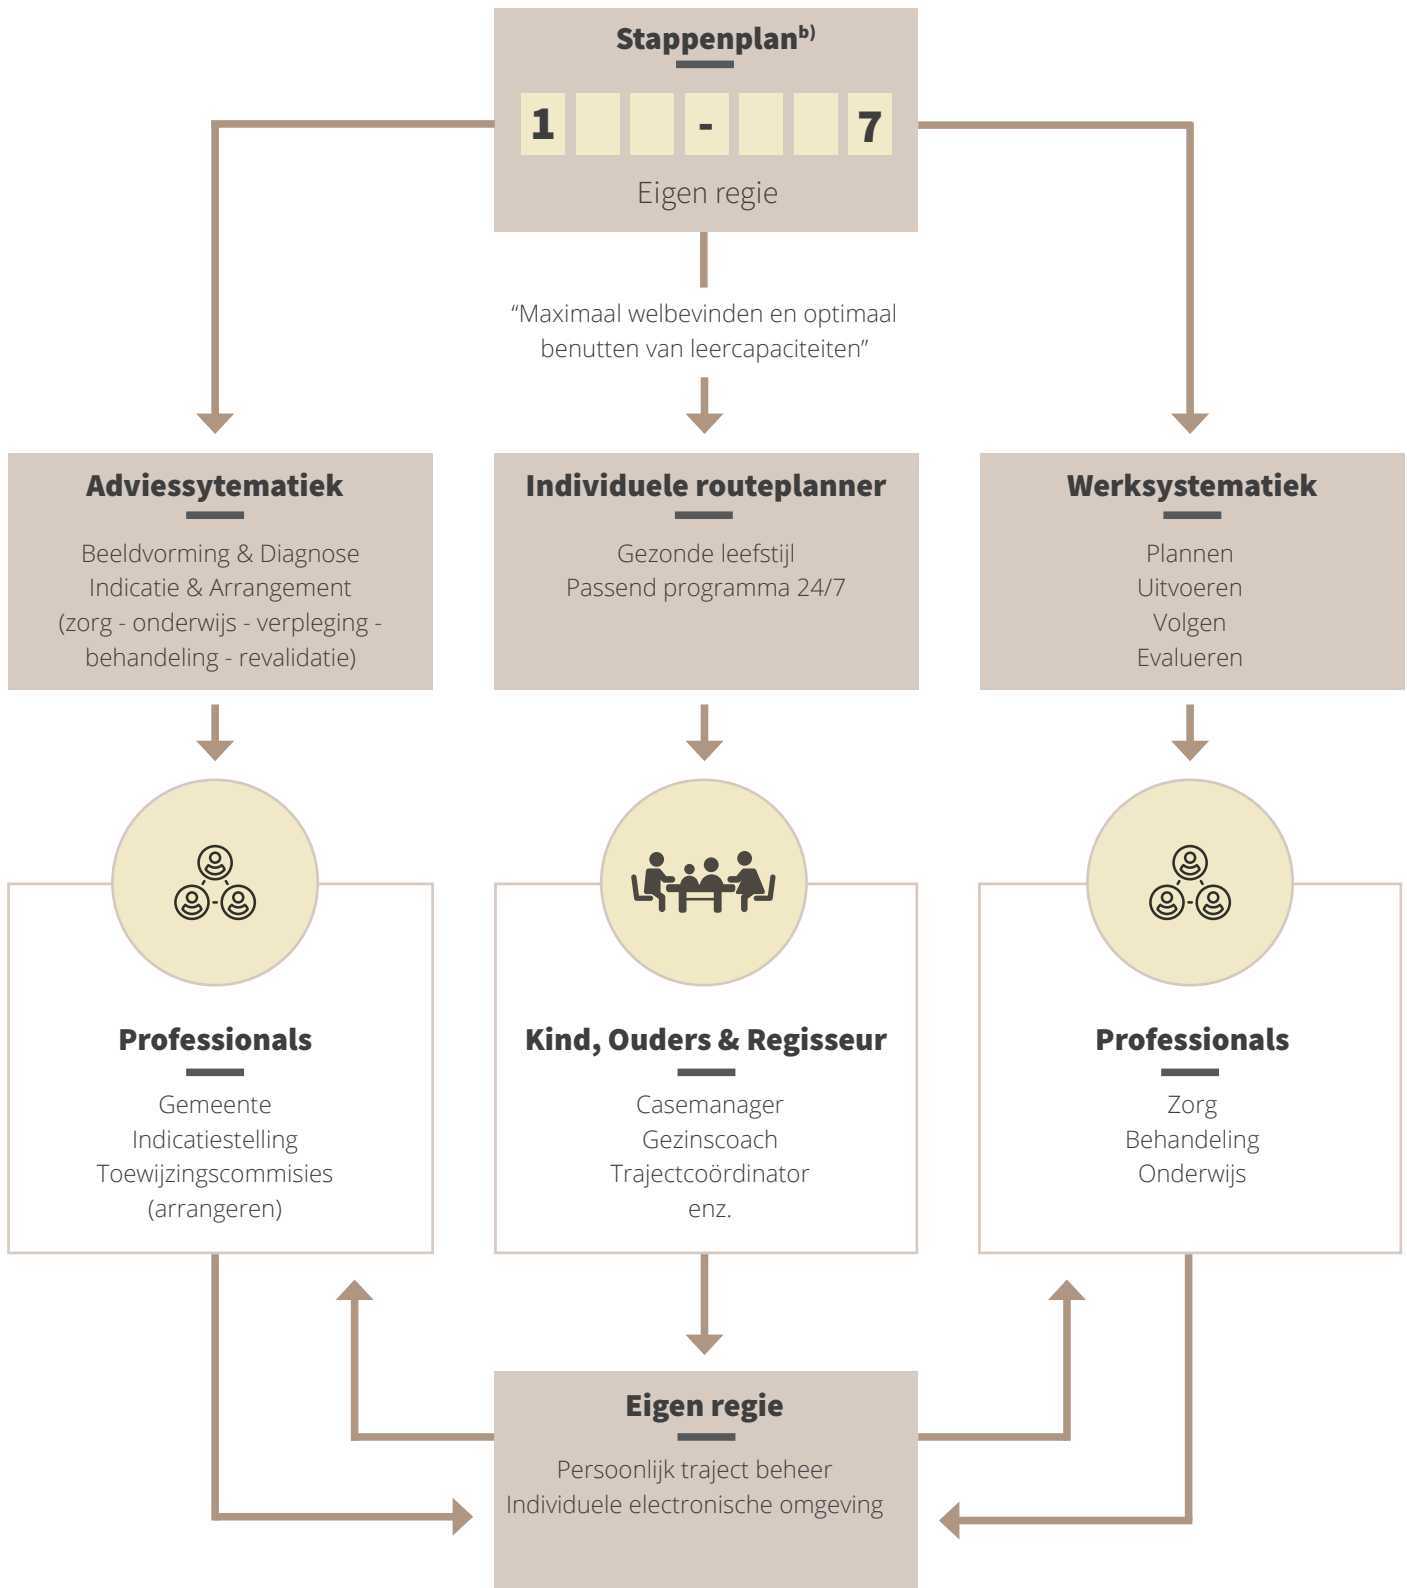 Stappenplanb)
1 - 7
Eigen regie
“Maximaal welbevinden en optimaal
benutten van leercapaciteiten”
Adviessytematiek
Beeldvorming & Diagnose
Indicatie & Arrangement
(zorg - onderwijs - verpleging -
behandeling - revalidatie)
Individuele routeplanner
Gezonde leefstijl
Passend programma 24/7
Werksystematiek
Plannen
Uitvoeren
Volgen
Evalueren
Professionals
Gemeente
Indicatiestelling
Toewijzingscommisies
(arrangeren)
Kind, Ouders & Regisseur
Casemanager
Gezinscoach
Trajectcoördinator
enz.
Professionals
Zorg
Behandeling
Onderwijs
Eigen regie
Persoonlijk traject beheer
Individuele electronische omgeving